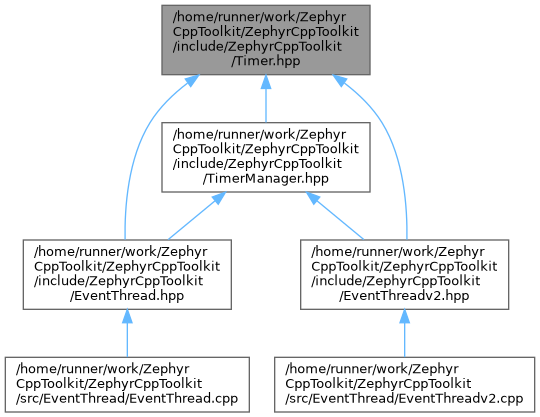 /home/runner/work/Zephyr
CppToolkit/ZephyrCppToolkit
/include/ZephyrCppToolkit
/Timer.hpp
/home/runner/work/Zephyr
CppToolkit/ZephyrCppToolkit
/include/ZephyrCppToolkit
/TimerManager.hpp
/home/runner/work/Zephyr
CppToolkit/ZephyrCppToolkit
/include/ZephyrCppToolkit
/EventThread.hpp
/home/runner/work/Zephyr
CppToolkit/ZephyrCppToolkit
/include/ZephyrCppToolkit
/EventThreadv2.hpp
/home/runner/work/Zephyr
CppToolkit/ZephyrCppToolkit
/src/EventThread/EventThread.cpp
/home/runner/work/Zephyr
CppToolkit/ZephyrCppToolkit
/src/EventThread/EventThreadv2.cpp